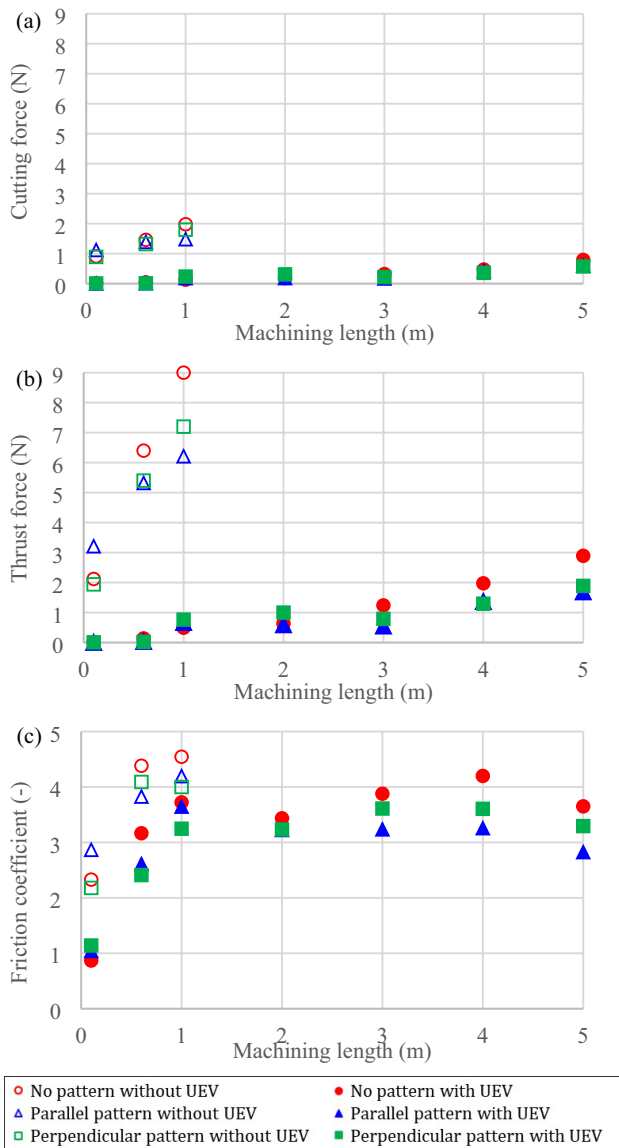 (a)
9
8
7
6
5
4
3
2
1
0
Cutting force (N)
0 1 2 3 4 5
Machining length (m)
(b)
9
8
7
6
5
4
3
2
1
0
Thrust force (N)
0 1 2 3 4 5
Machining length (m)
(c)
5
4
3
2
1
0
Friction coefficient (-)
0 1 2 3 4 5
Machining length (m)
No pattern without UEV No pattern with UEV
Parallel pattern without UEV Parallel pattern with UEV
Perpendicular pattern without UEV Perpendicular pattern with UEV